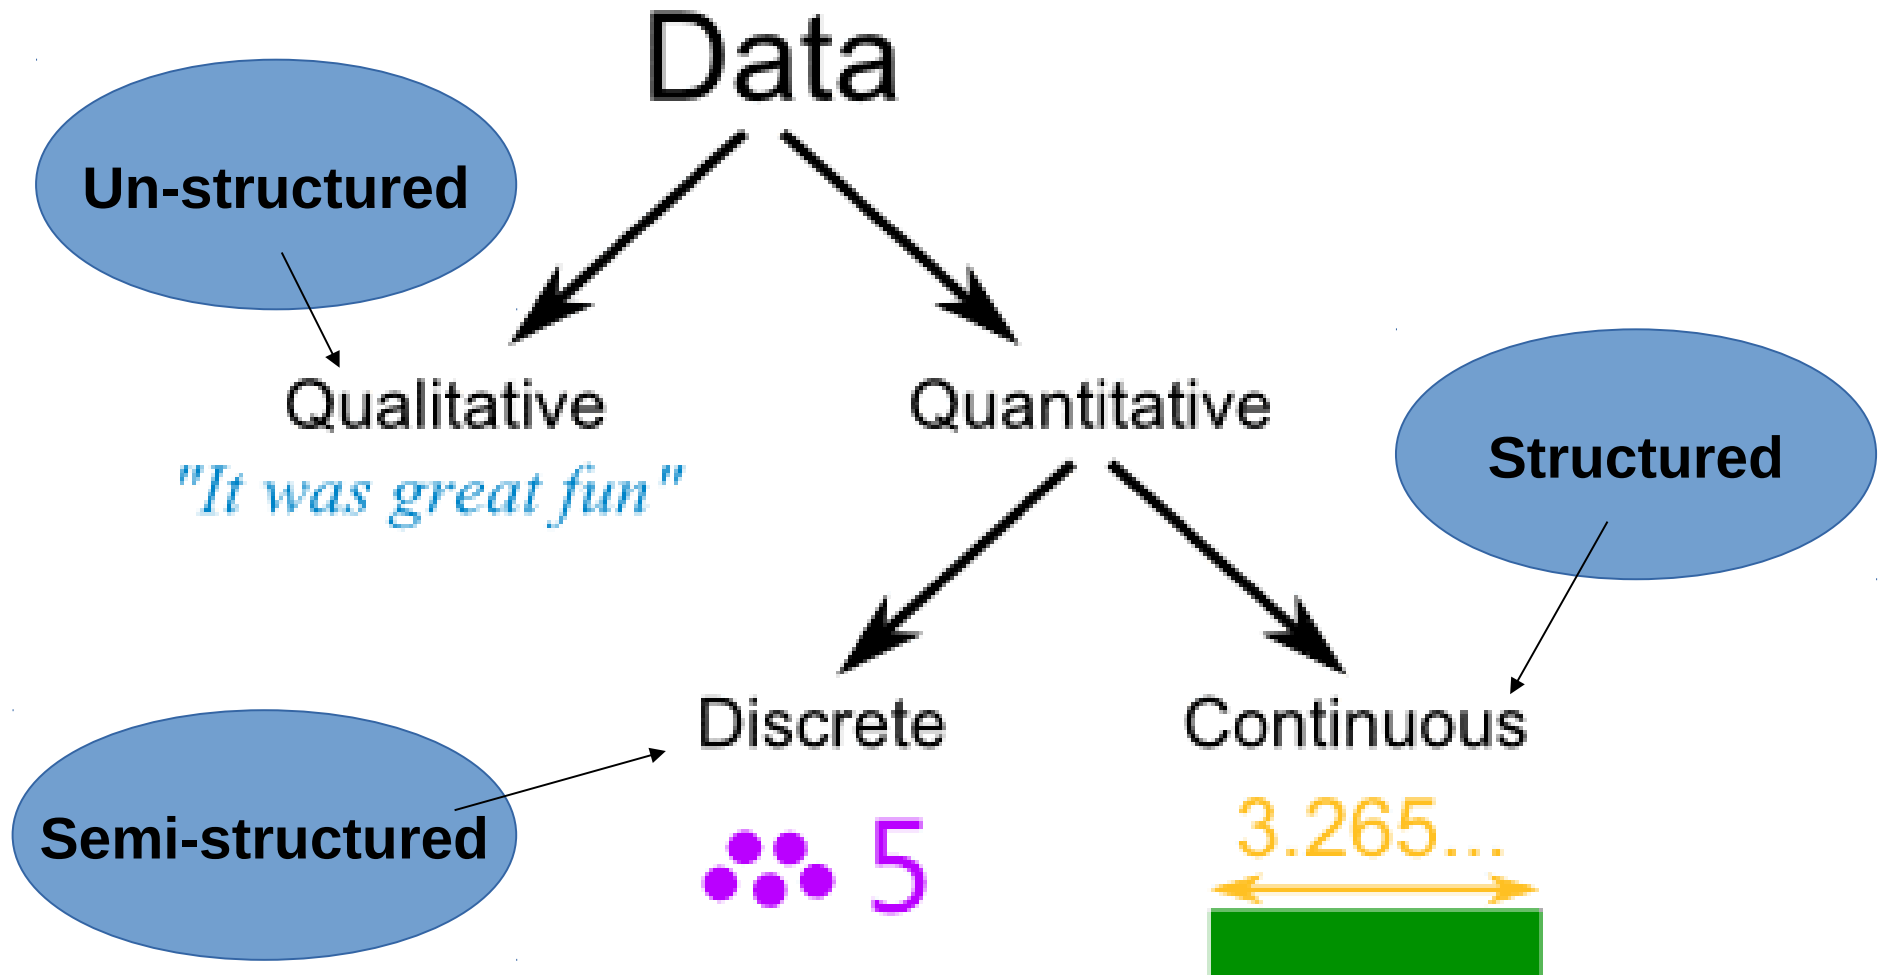 Data
Un-structured
Qualitative
Quantitative
"It was great fun"
Structured
Discrete
Continuous
Semi-structured
5
3.265...